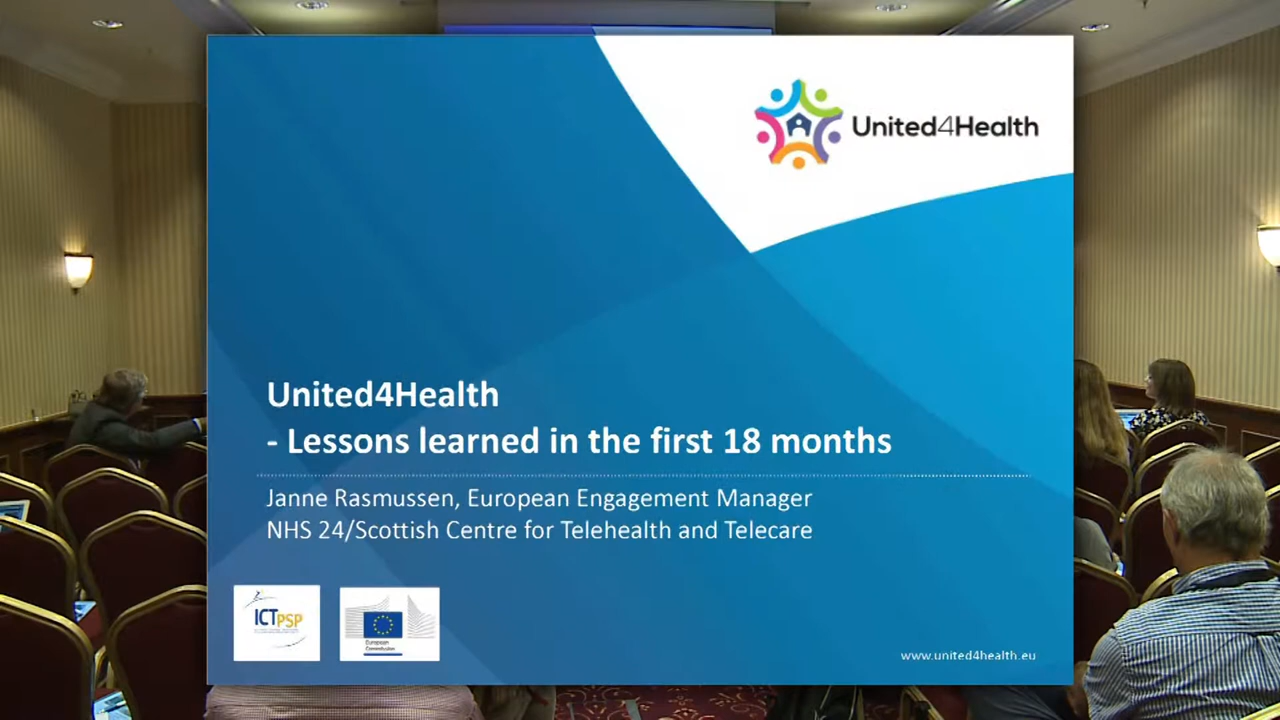 United4Health
United4Health
- Lessons learned in the first 18 months
Janne Rasmussen, European Engagement Manager
NHS 24/Scottish Centre for Telehealth and Telecare
ICT PSP
European
Commission
www.united4health.eu